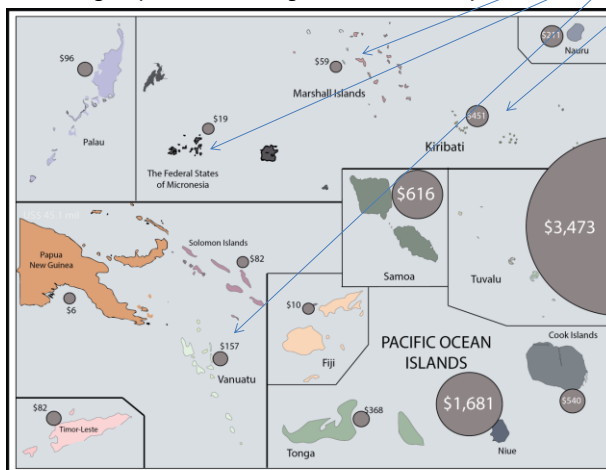 $96
Palau
$19
The Federal States
of Micronesia
$59
Marshall Islands
$211
Nauru
$451
Kiribati
$616
Samoa
$3,473
Tuvalu
Papua
New Guinea
$6
Solomon Islands
$82
$157
Vanuatu
$10
Fiji
PACIFIC OCEAN
ISLANDS
Cook Islands
$540
$82
Timor-Leste
$368
Tonga
$1,681
Niue